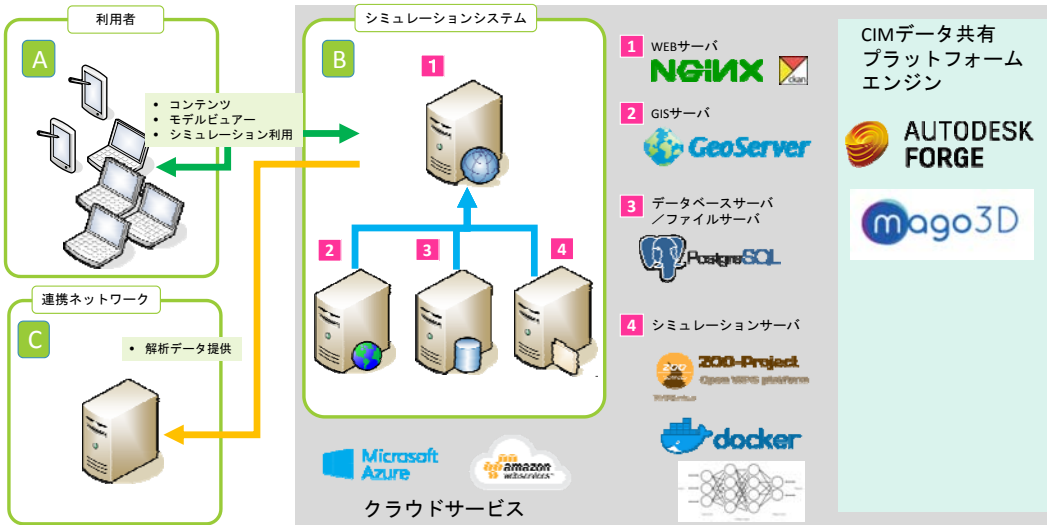 利用者
A
コンテンツ
モデルビュアー
シミュレーション利用
連携ネットワーク
C
解析データ提供
シミュレーションシステム
B
1
2
3
4
Microsoft
Azure
amazon
webservices™
クラウドサービス
1 WEBサーバ
NGiNX
ckan
2 GISサーバ
GeoServer
3 データベースサーバ
／ファイルサーバ
PostgreSQL
4 シミュレーションサーバ
ZOO
ZOO-Project
Open WPS platform
docker
CIMデータ共有
プラットフォーム
エンジン
AUTODESK
FORGE
mago3D